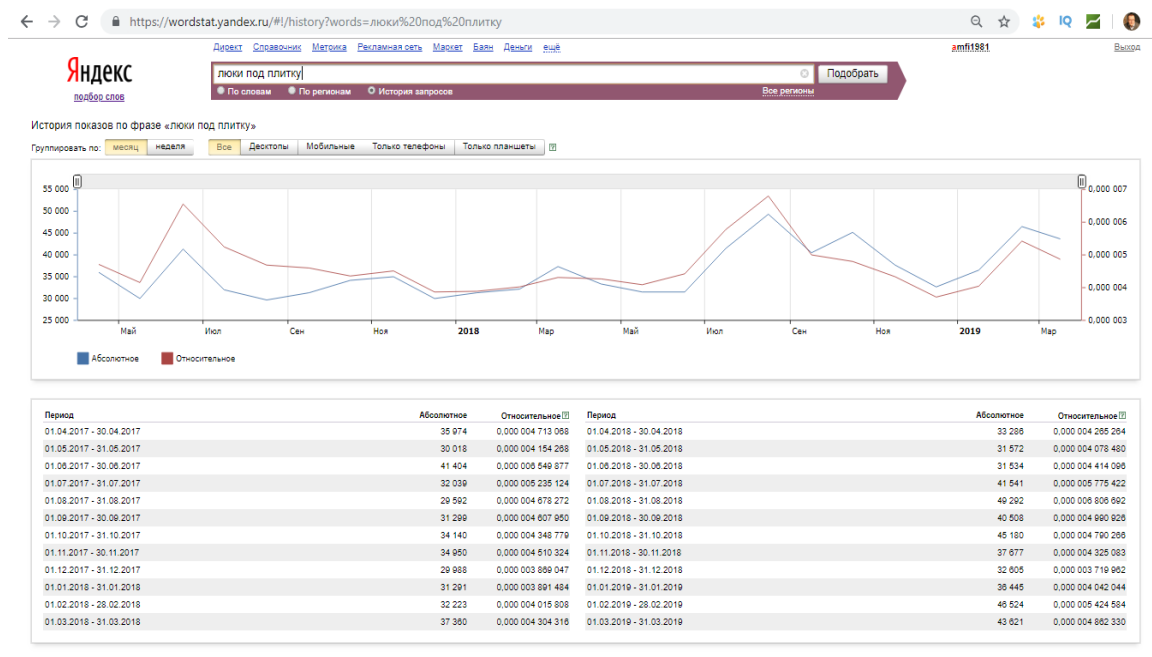 https://wordstat.yandex.ru/#!/history?words=люки%20под%20плитку
IQ
Директ Справочник Метрика Рекламная сеть Маркет Баян Деньги ещё
amfi1981
Выход
Яндекс
подбор слов
люки под плитку
Подобрать
По словам По регионам История запросов
Все регионы
История показов по фразе «люки под плитку»
Группировать по: месяц неделя Все Десктопы Мобильные Только телефоны Только планшеты ?
55 000 0,000 007
50 000 0,000 006
45 000
40 000 0,000 005
35 000
30 000 0,000 004
25 000 0,000 003
Май Июл Сен Ноя 2018 Мар Май Июл Сен Ноя 2019 Мар
Абсолютное Относительное
Период Абсолютное Относительное ? Период Абсолютное Относительное ?
01.04.2017 - 30.04.2017 35 974 0,000 004 713 068 01.04.2018 - 30.04.2018 33 286 0,000 004 265 264
01.05.2017 - 31.05.2017 30 018 0,000 004 154 268 01.05.2018 - 31.05.2018 31 572 0,000 004 078 480
01.06.2017 - 30.06.2017 41 404 0,000 006 549 877 01.06.2018 - 30.06.2018 31 534 0,000 004 414 096
01.07.2017 - 31.07.2017 32 039 0,000 005 235 124 01.07.2018 - 31.07.2018 41 541 0,000 005 775 422
01.08.2017 - 31.08.2017 29 592 0,000 004 678 272 01.08.2018 - 31.08.2018 49 292 0,000 006 806 692
01.09.2017 - 30.09.2017 31 299 0,000 004 607 950 01.09.2018 - 30.09.2018 40 508 0,000 004 990 926
01.10.2017 - 31.10.2017 34 140 0,000 004 348 779 01.10.2018 - 31.10.2018 45 180 0,000 004 790 266
01.11.2017 - 30.11.2017 34 950 0,000 004 510 324 01.11.2018 - 30.11.2018 37 677 0,000 004 325 083
01.12.2017 - 31.12.2017 29 988 0,000 003 869 047 01.12.2018 - 31.12.2018 32 605 0,000 003 719 962
01.01.2018 - 31.01.2018 31 291 0,000 003 891 484 01.01.2019 - 31.01.2019 36 445 0,000 004 042 044
01.02.2018 - 28.02.2018 32 223 0,000 004 015 808 01.02.2019 - 28.02.2019 46 524 0,000 005 424 584
01.03.2018 - 31.03.2018 37 360 0,000 004 304 316 01.03.2019 - 31.03.2019 43 621 0,000 004 862 330